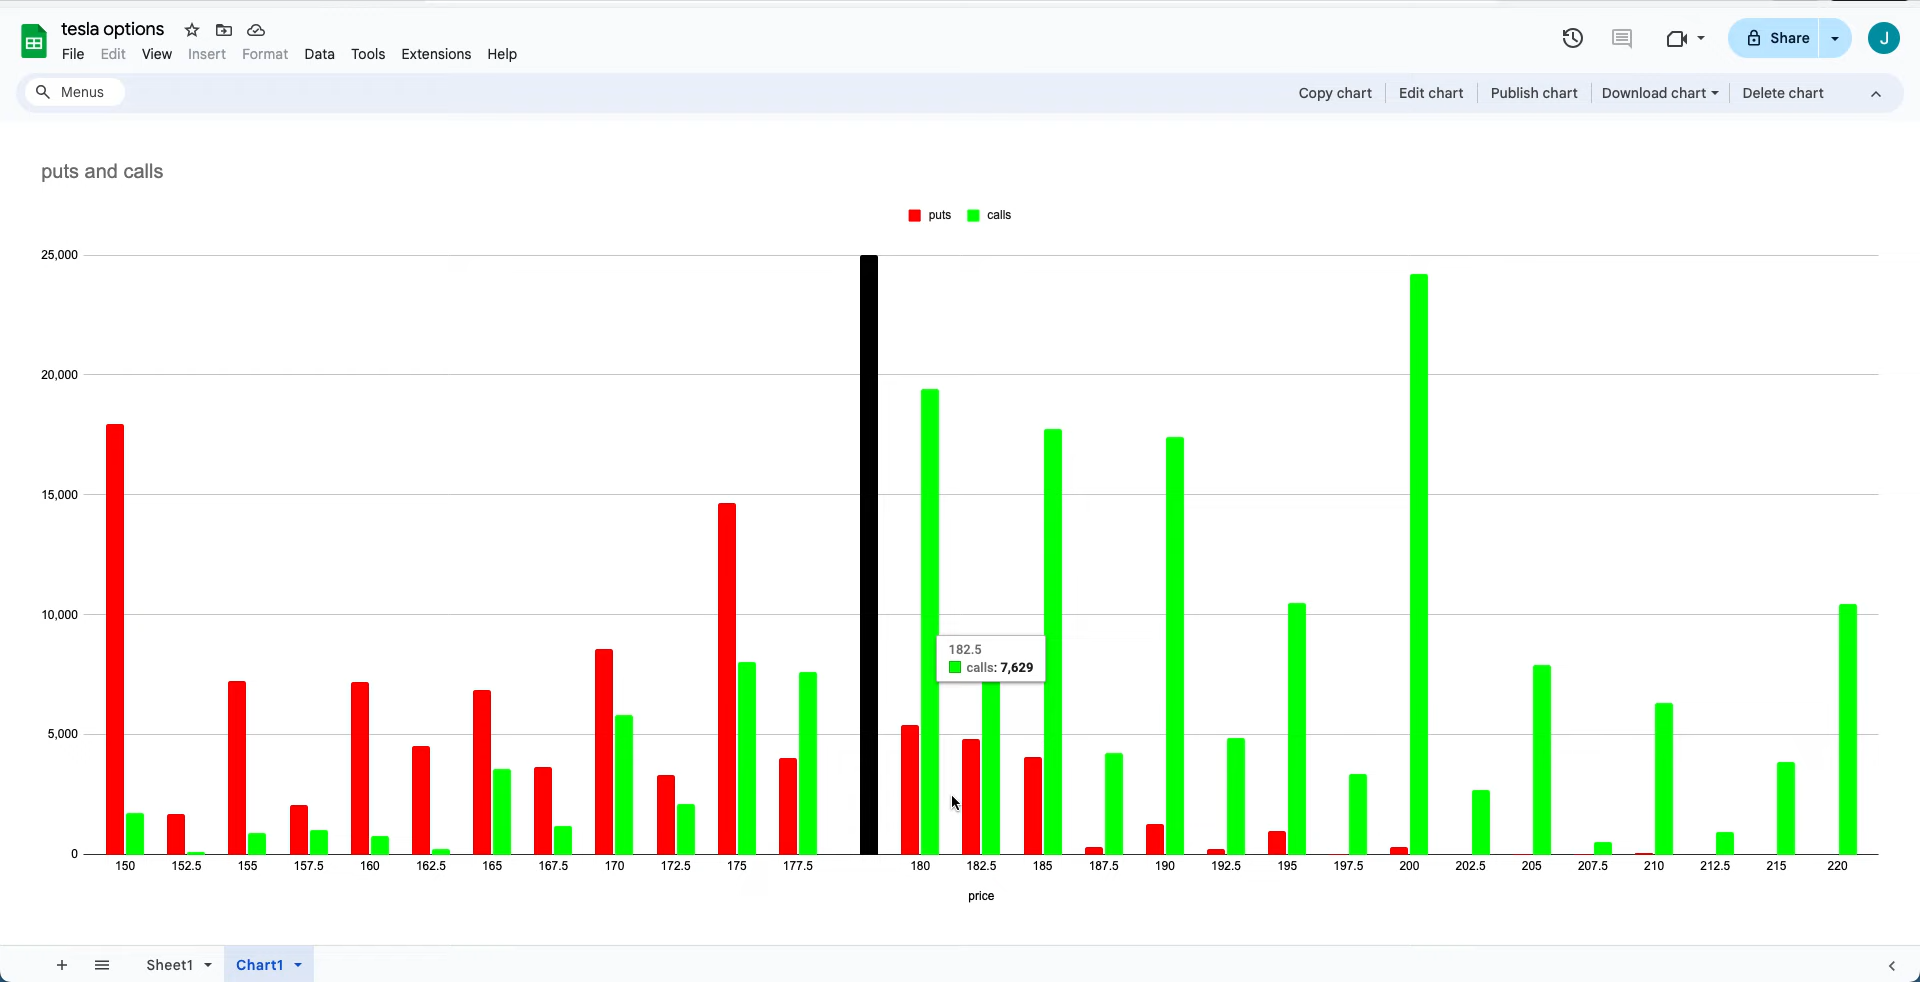 tesla options
File Edit View Insert Format Data Tools Extensions Help
Share
J
Menus
Copy chart Edit chart Publish chart Download chart Delete chart
puts and calls
puts calls
25,000
20,000
15,000
10,000
5,000
0
182.5
calls: 7,629
150 152.5 155 157.5 160 162.5 165 167.5 170 172.5 175 177.5 180 182.5 185 187.5 190 192.5 195 197.5 200 202.5 205 207.5 210 212.5 215 220
price
Sheet1 Chart1